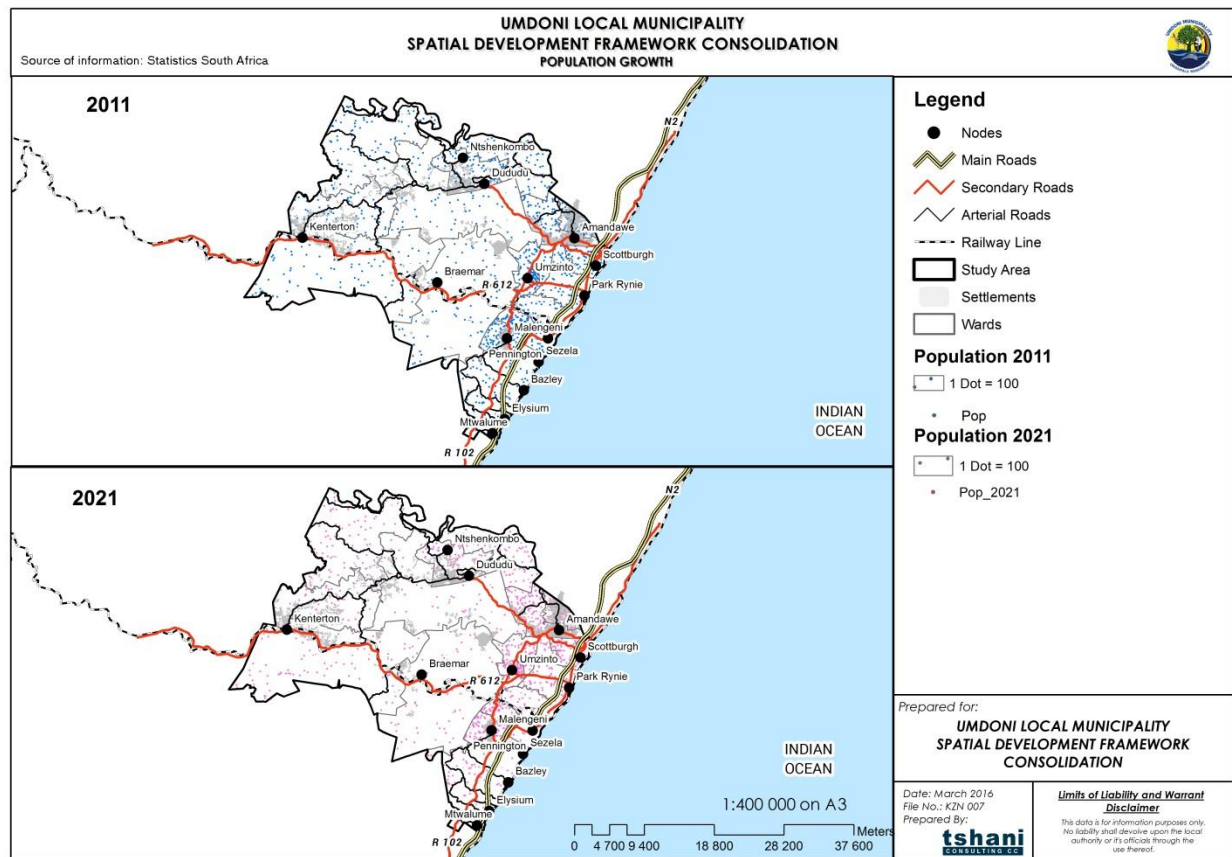 UMDONI LOCAL MUNICIPALITY
SPATIAL DEVELOPMENT FRAMEWORK CONSOLIDATION
POPULATION GROWTH
Source of information: Statistics South Africa
2011
N2
Ntshenkombo
Dududu
Kenterton
Amandawe
Scottburgh
Braemar
Umzinto
R 612
Park Rynie
Malengeni
Pennington
Sezela
Bazley
Elysium
Mtwalume
R 102
INDIAN
OCEAN
2021
N2
Ntshenkombo
Dududu
Kenterton
Amandawe
Scottburgh
Braemar
Umzinto
R 612
Park Rynie
Malengeni
Pennington
Sezela
Bazley
Elysium
Mtwalume
R 102
INDIAN
OCEAN
1:400 000 on A3
Meters
0 4 700 9 400 18 800 28 200 37 600
Legend
Nodes
Main Roads
Secondary Roads
Arterial Roads
Railway Line
Study Area
Settlements
Wards
Population 2011
1 Dot = 100
Pop
Population 2021
1 Dot = 100
Pop_2021
Prepared for:
UMDONI LOCAL MUNICIPALITY
SPATIAL DEVELOPMENT FRAMEWORK
CONSOLIDATION
Date: March 2016
File No.: KZN 007
Prepared By:
tshani
CONSULTING CC
Limits of Liability and Warrant
Disclaimer
This data is for information purposes only.
No liability shall devolve upon the local
authority or it's officials through the
use thereof.